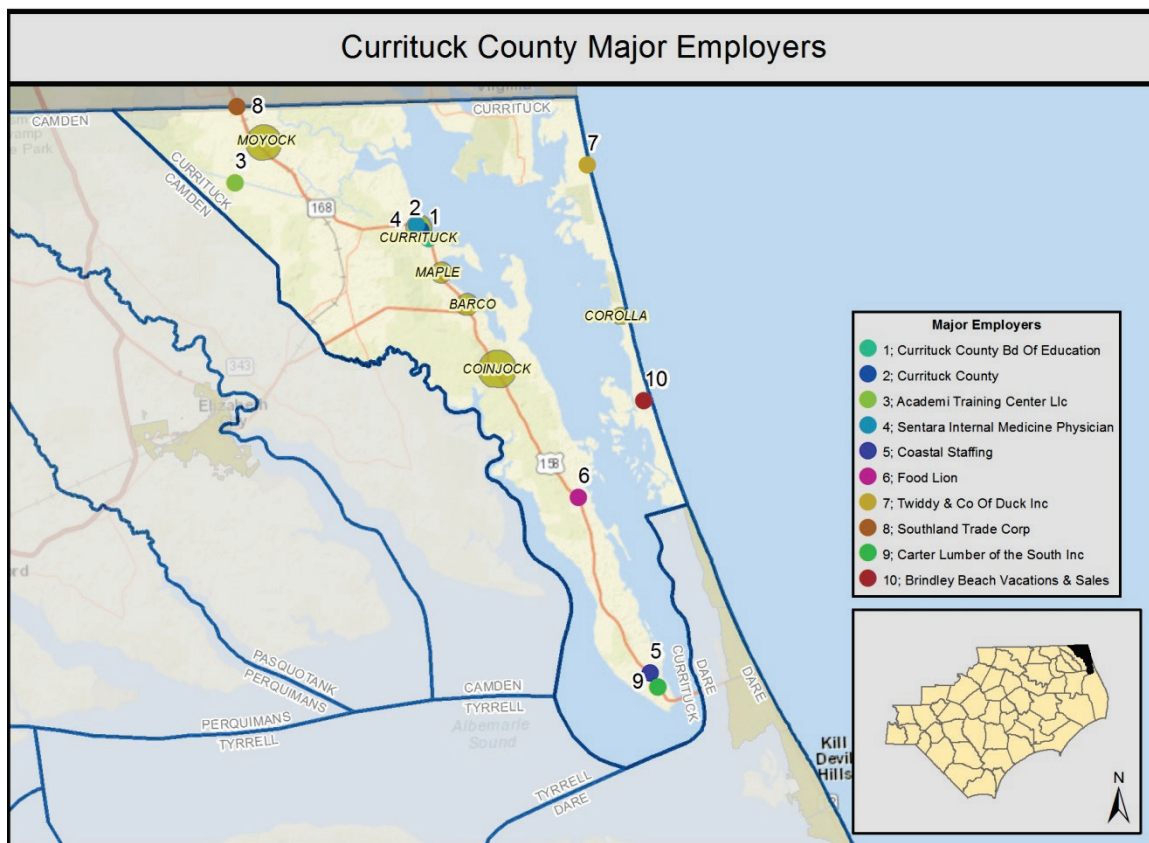 Currituck County Major Employers
CURRITUCK
CAMDEN
8
MOYOCK
7
3
CURRITUCK
CAMDEN
168
2
4
1
CURRITUCK
MAPLE
BARCO
COROLLA
343
COINJOCK
10
Elizabeth
158
6
5
9
CURRITUCK
DARE
DARE
PASQUOTANK
PERQUIMANS
CAMDEN
TYRRELL
PERQUIMANS
TYRRELL
Albemarle
Sound
TYRRELL
DARE
Kill
Devil
Hills
Major Employers
1; Currituck County Bd Of Education
2; Currituck County
3; Academi Training Center Llc
4; Sentara Internal Medicine Physician
5; Coastal Staffing
6; Food Lion
7; Twiddy & Co Of Duck Inc
8; Southland Trade Corp
9; Carter Lumber of the South Inc
10; Brindley Beach Vacations & Sales
N